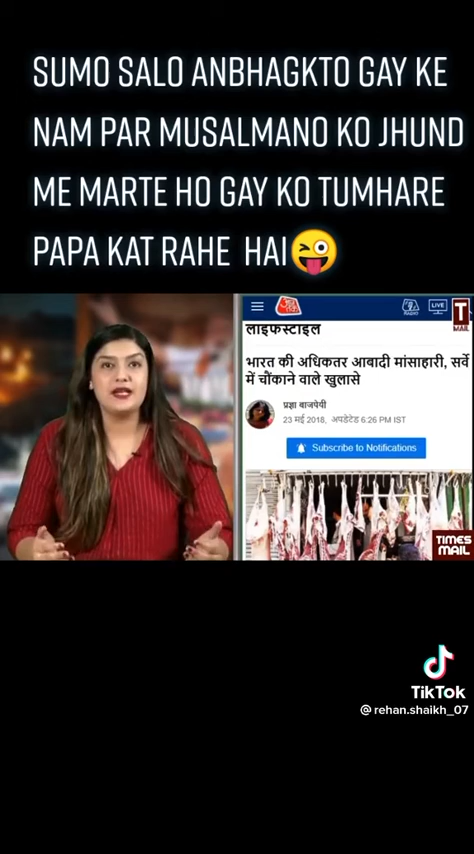 SUMO SALO ANBHAGKTO GAY KE
NAM PAR MUSALMANO KO JHUND
ME MARTE HO GAY KO TUMHARE
PAPA KAT RAHE HAI😜
RADIO
LIVE
T
MAIL
लाइफस्टाइल
भारत की अधिकतर आबादी मांसाहारी, सर्वे
में चौंकाने वाले खुलासे
प्रज्ञा बाजपेयी
23 मई 2018, अपडेटेड 6:26 PM IST
Subscribe to Notifications
TIMES
MAIL
TikTok
@rehan.shaikh_07